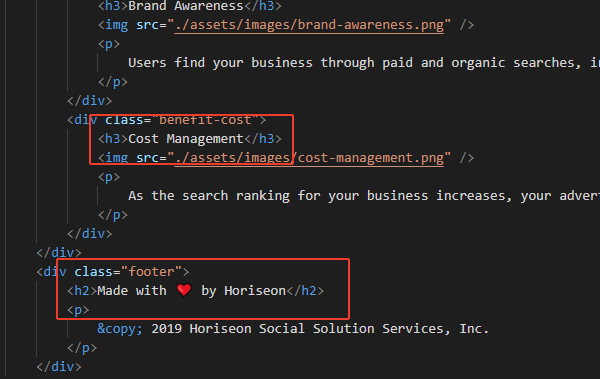 <h3>Brand Awareness</h3>
<img src="./assets/images/brand-awareness.png" />
<p>
Users find your business through paid and organic searches, i
</p>
</div>
<div class="benefit-cost">
<h3>Cost Management</h3>
<img src="./assets/images/cost-management.png" />
<p>
As the search ranking for your business increases, your adver
</p>
</div>
</div>
<div class="footer">
<h2>Made with ❤️ by Horiseon</h2>
<p>
&copy; 2019 Horiseon Social Solution Services, Inc.
</p>
</div>